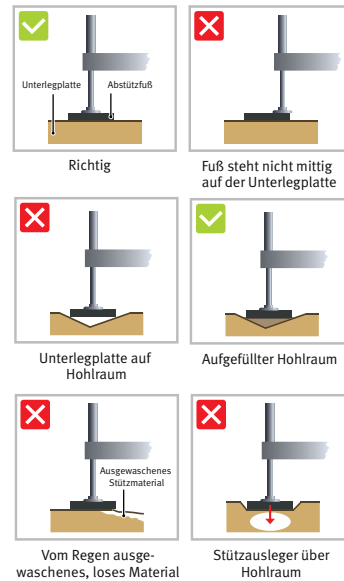 Unterlegplatte
Abstützfuß
Richtig
Fuß steht nicht mittig
auf der Unterlegplatte
Unterlegplatte auf
Hohlraum
Aufgefüllter Hohlraum
Ausgewaschenes
Stützmaterial
Vom Regen ausge-
waschenes, loses Material
Stützausleger über
Hohlraum